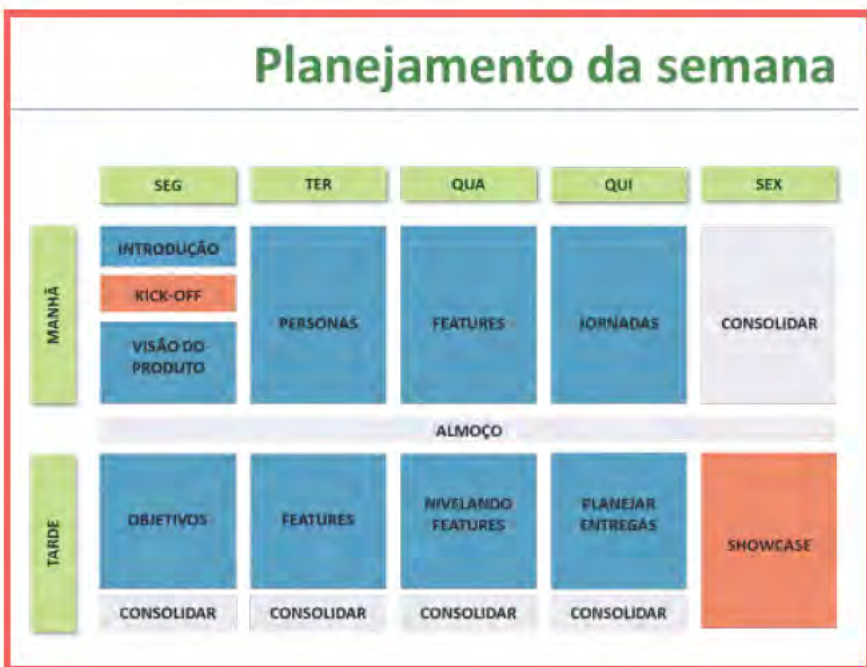 Planejamento da semana
SEG TER QUA QUI SEX
MANHÃ
INTRODUÇÃO
KICK-OFF
VISÃO DO
PRODUTO
PERSONAS
FEATURES
JORNADAS
CONSOLIDAR
ALMOÇO
TARDE
OBJETIVOS
CONSOLIDAR
FEATURES
CONSOLIDAR
NIVELANDO
FEATURES
CONSOLIDAR
PLANEJAR
ENTREGAS
CONSOLIDAR
SHOWCASE